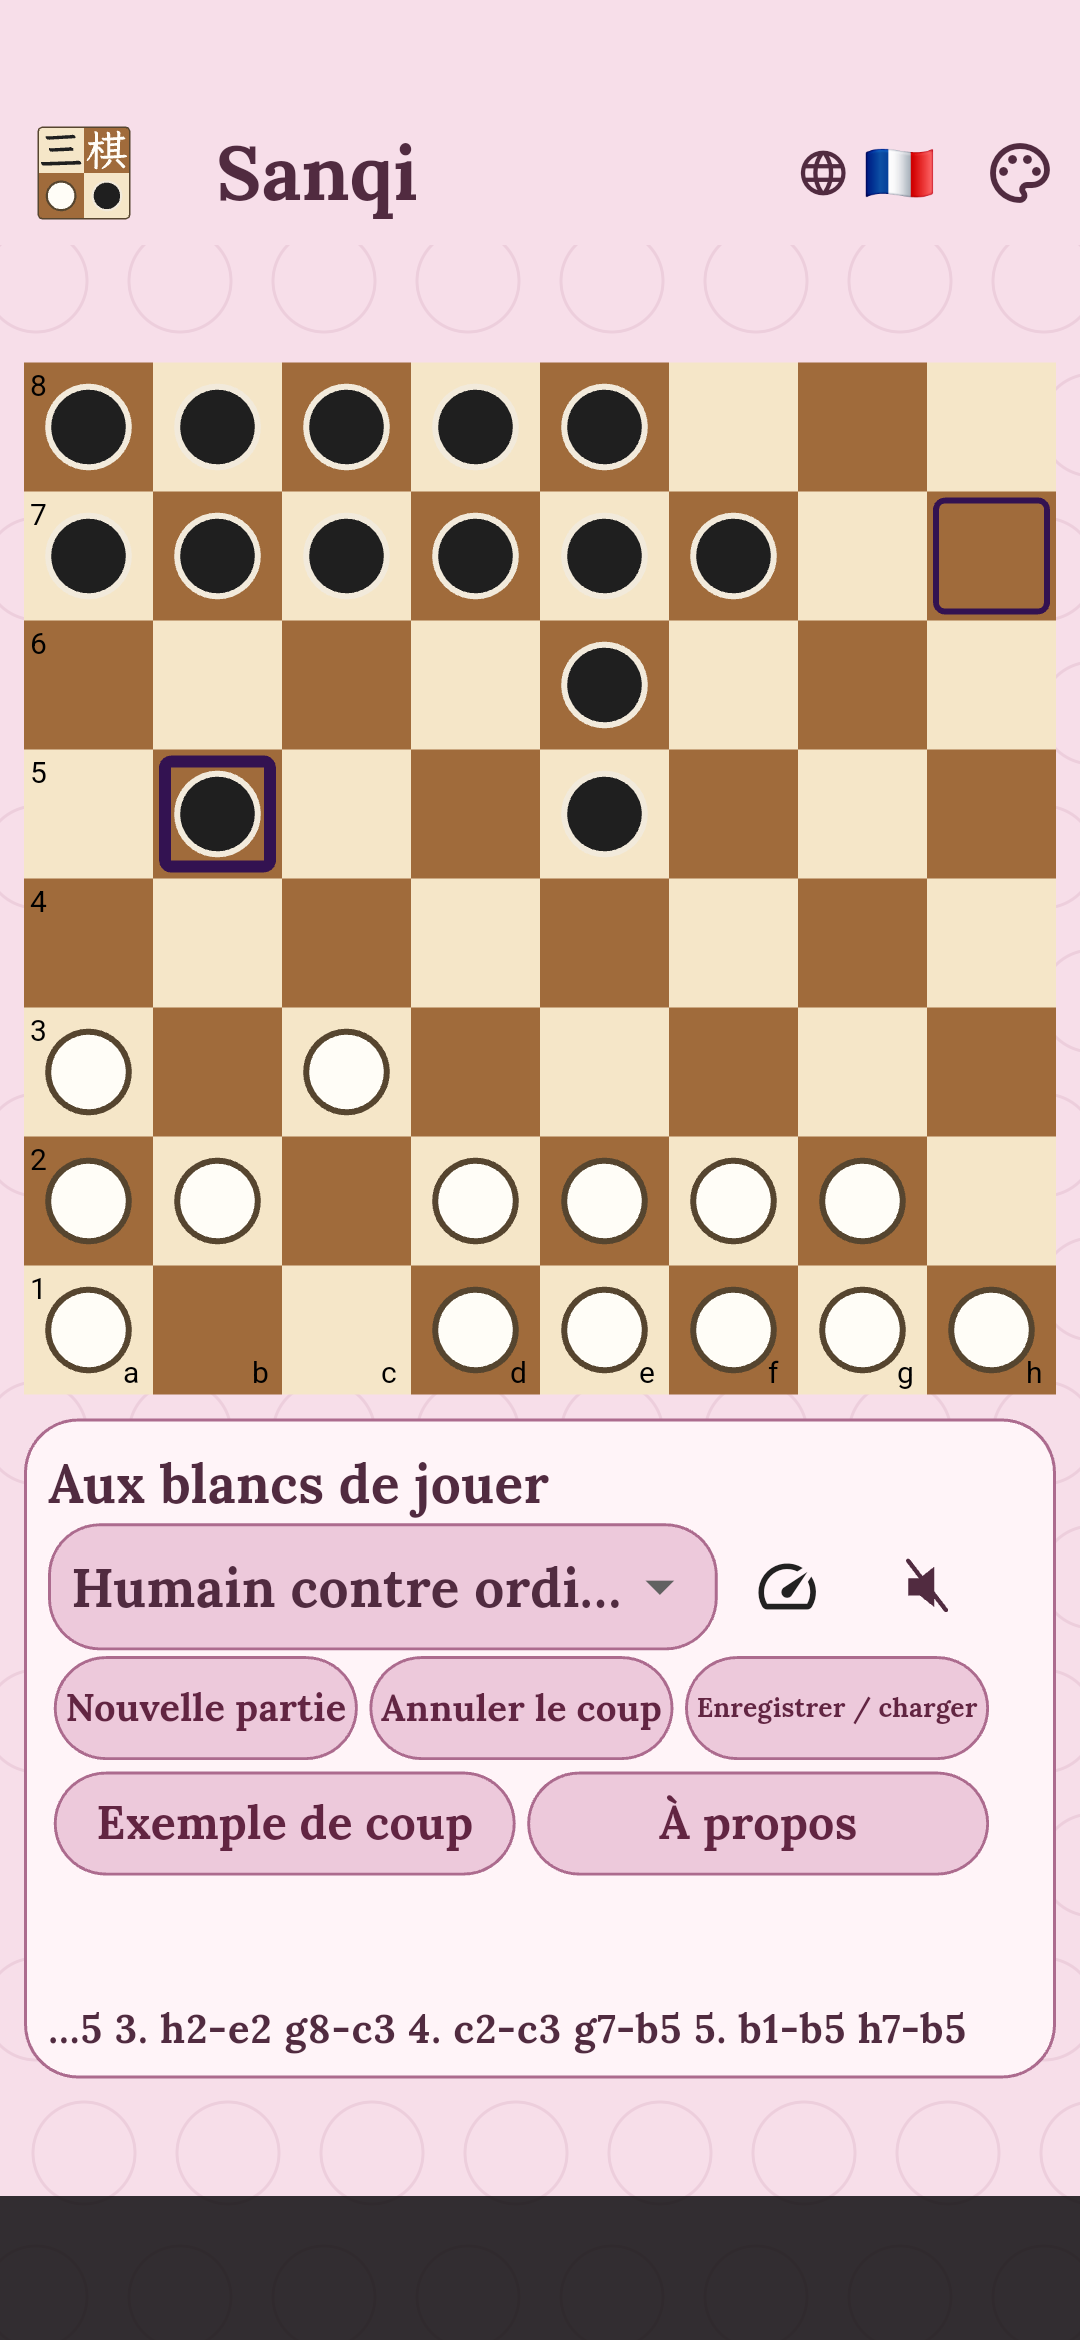 三棋
Sanqi
8
7
6
5
4
3
2
1
a b c d e f g h
Aux blancs de jouer
Humain contre ordi...
Nouvelle partie
Annuler le coup
Enregistrer / charger
Exemple de coup
À propos
...5 3. h2-e2 g8-c3 4. c2-c3 g7-b5 5. b1-b5 h7-b5